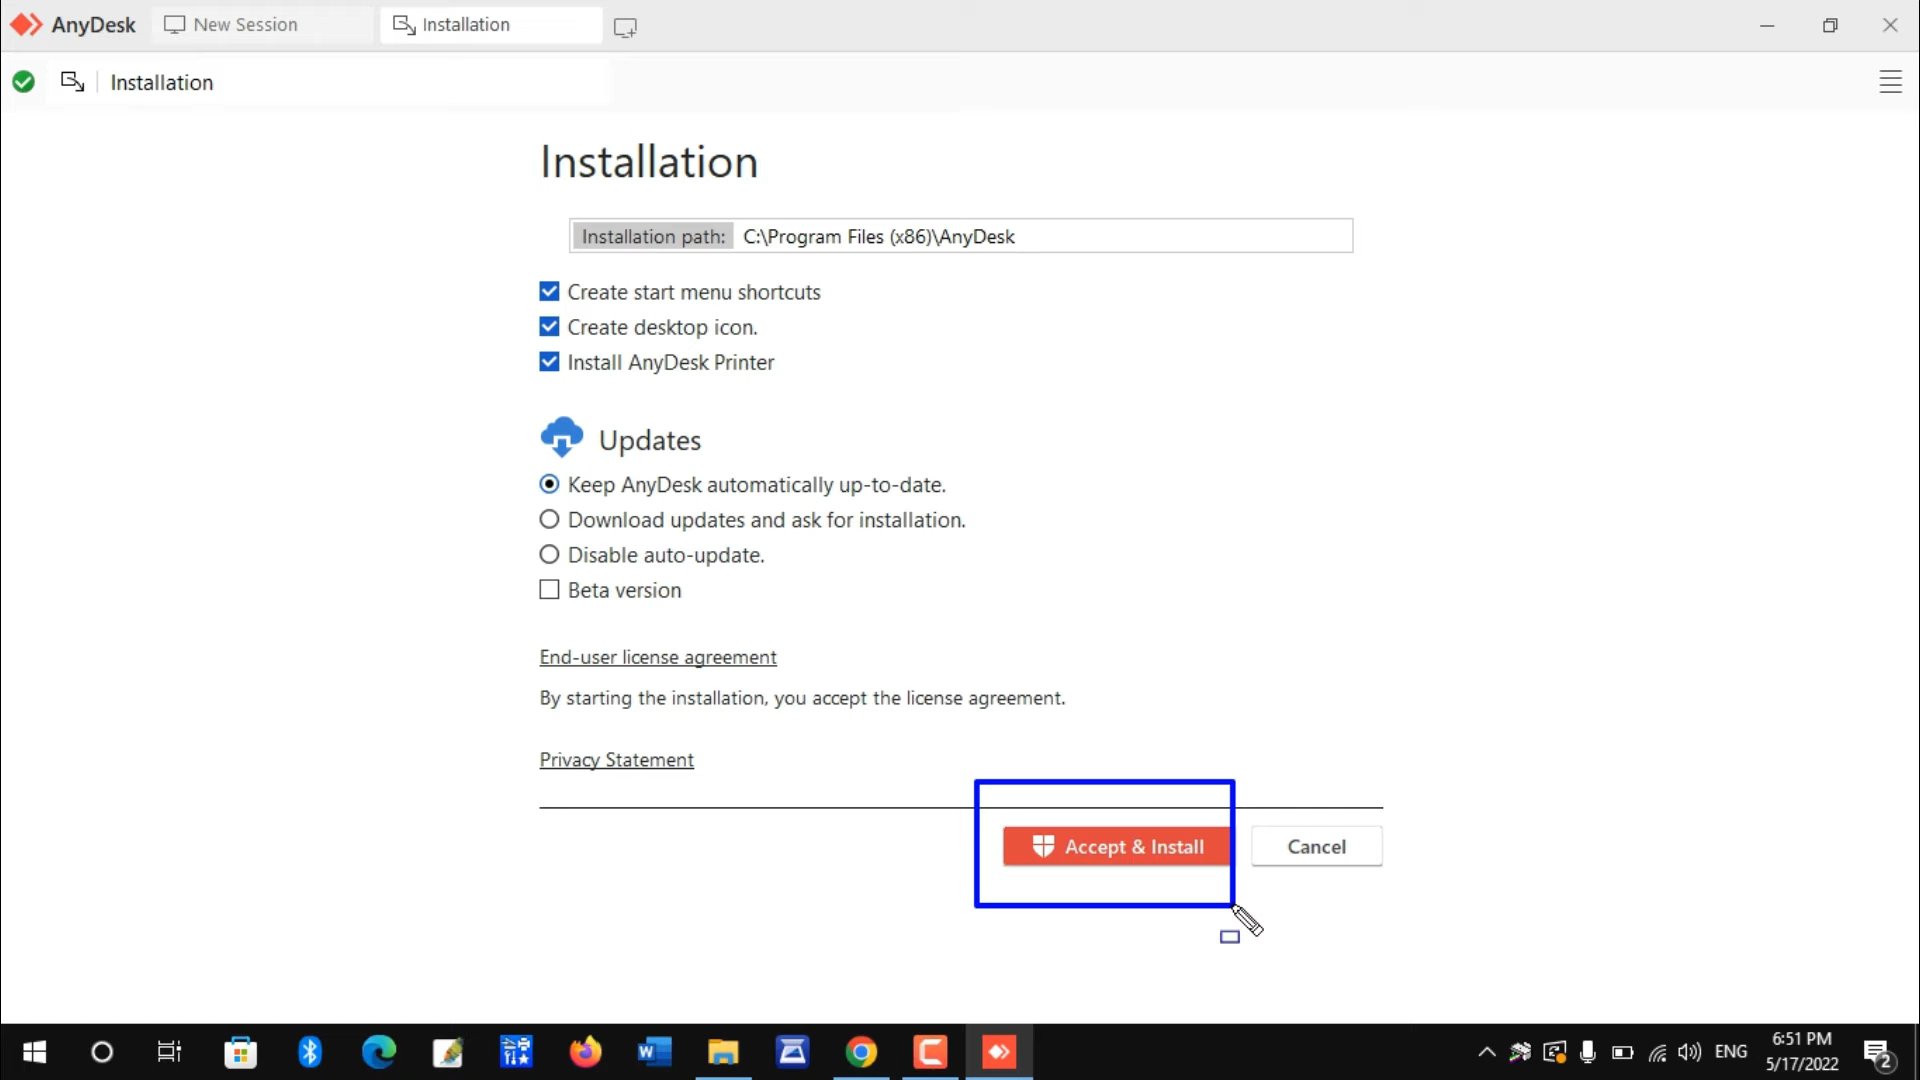 AnyDesk
New Session
Installation
Installation
Installation
Installation path: C:\Program Files (x86)\AnyDesk
Create start menu shortcuts
Create desktop icon.
Install AnyDesk Printer
Updates
Keep AnyDesk automatically up-to-date.
Download updates and ask for installation.
Disable auto-update.
Beta version
End-user license agreement
By starting the installation, you accept the license agreement.
Privacy Statement
Accept & Install
Cancel
ENG
6:51 PM
5/17/2022
2